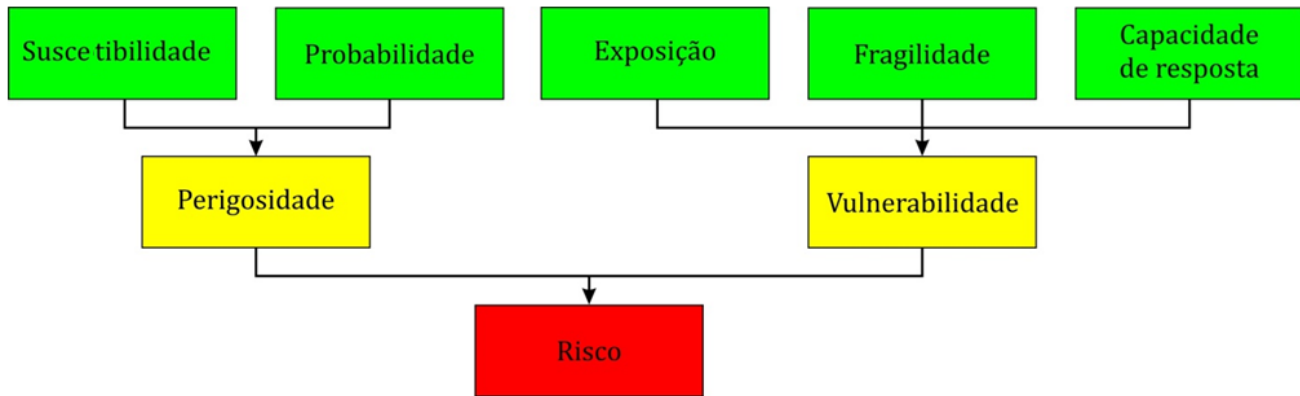 Susce tibilidade
Probabilidade
Exposição
Fragilidade
Capacidade
de resposta
Perigosidade
Vulnerabilidade
Risco